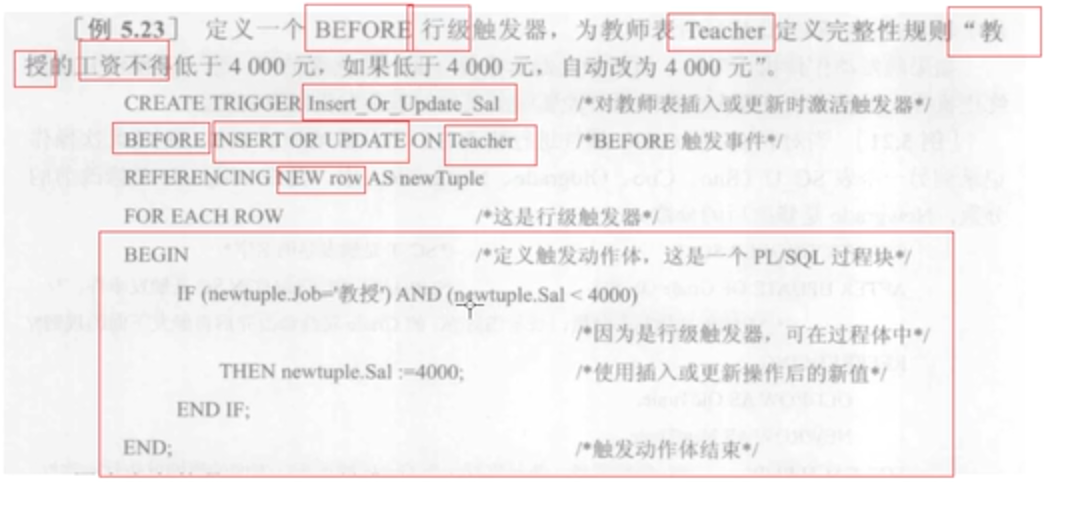 ［例 5.23］ 定义一个 BEFORE 行级触发器，为教师表 Teacher 定义完整性规则“教
授的工资不得低于 4 000 元，如果低于 4 000 元，自动改为 4 000 元”。
CREATE TRIGGER Insert_Or_Update_Sal /*对教师表插入或更新时激活触发器*/
BEFORE INSERT OR UPDATE ON Teacher /*BEFORE 触发事件*/
REFERENCING NEW row AS newTuple
FOR EACH ROW /*这是行级触发器*/
BEGIN /*定义触发动作体，这是一个 PL/SQL 过程块*/
IF (newtuple.Job='教授') AND (newtuple.Sal < 4000)
/*因为是行级触发器，可在过程体中*/
THEN newtuple.Sal :=4000; /*使用插入或更新操作后的新值*/
END IF;
END; /*触发动作体结束*/